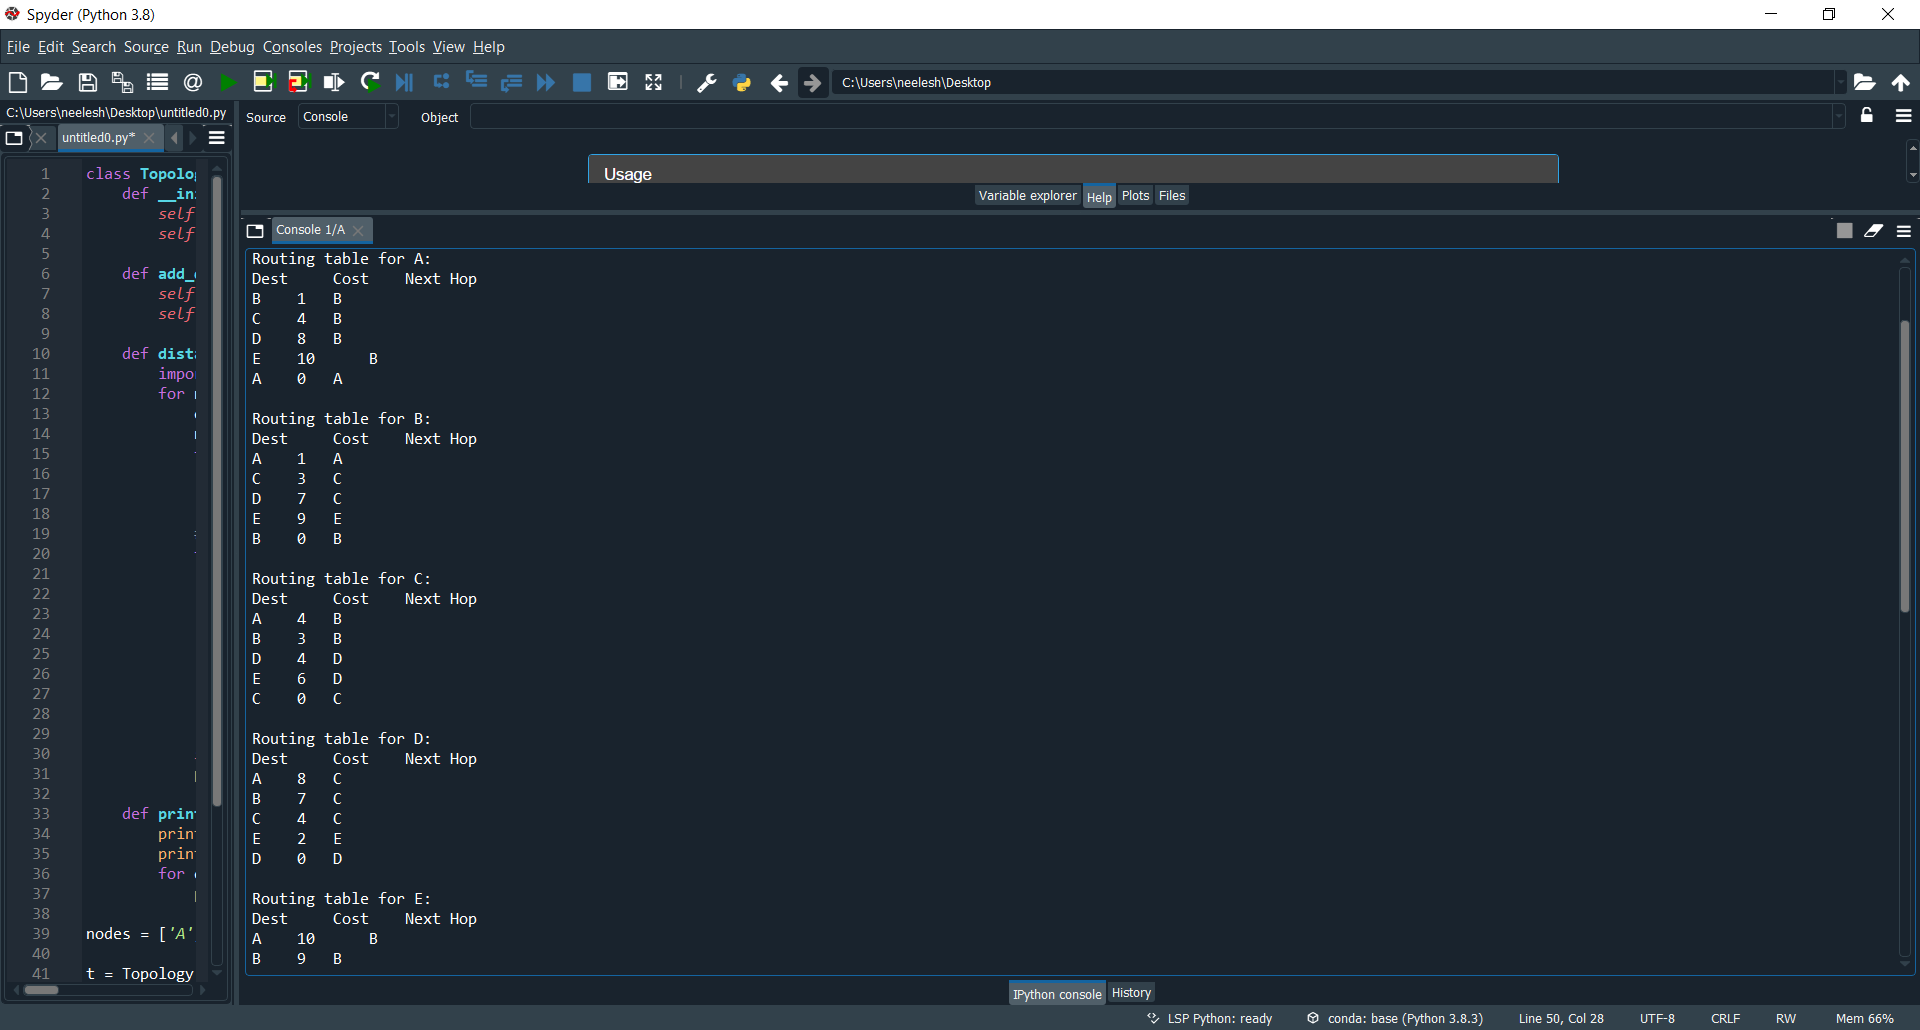 Spyder (Python 3.8)
File Edit Search Source Run Debug Consoles Projects Tools View Help
C:\Users\neelesh\Desktop
C:\Users\neelesh\Desktop\untitled0.py
Source Console Object
untitled0.py*
Usage
Variable explorer Help Plots Files
1 class Topolo
2 def __in
3 self
4 self
5
6 def add_
7 self
8 self
9
10 def dist
11 impo
12 for
13
14
15
16
17
18
19
20
21
22
23
24
25
26
27
28
29
30
31
32
33 def prin
34 prin
35 prin
36 for
37
38
39 nodes = ['A'
40
41 t = Topology
Console 1/A
Routing table for A:
Dest Cost Next Hop
B 1 B
C 4 B
D 8 B
E 10 B
A 0 A
Routing table for B:
Dest Cost Next Hop
A 1 A
C 3 C
D 7 C
E 9 E
B 0 B
Routing table for C:
Dest Cost Next Hop
A 4 B
B 3 B
D 4 D
E 6 D
C 0 C
Routing table for D:
Dest Cost Next Hop
A 8 C
B 7 C
C 4 C
E 2 E
D 0 D
Routing table for E:
Dest Cost Next Hop
A 10 B
B 9 B
IPython console History
LSP Python: ready conda: base (Python 3.8.3) Line 50, Col 28 UTF-8 CRLF RW Mem 66%